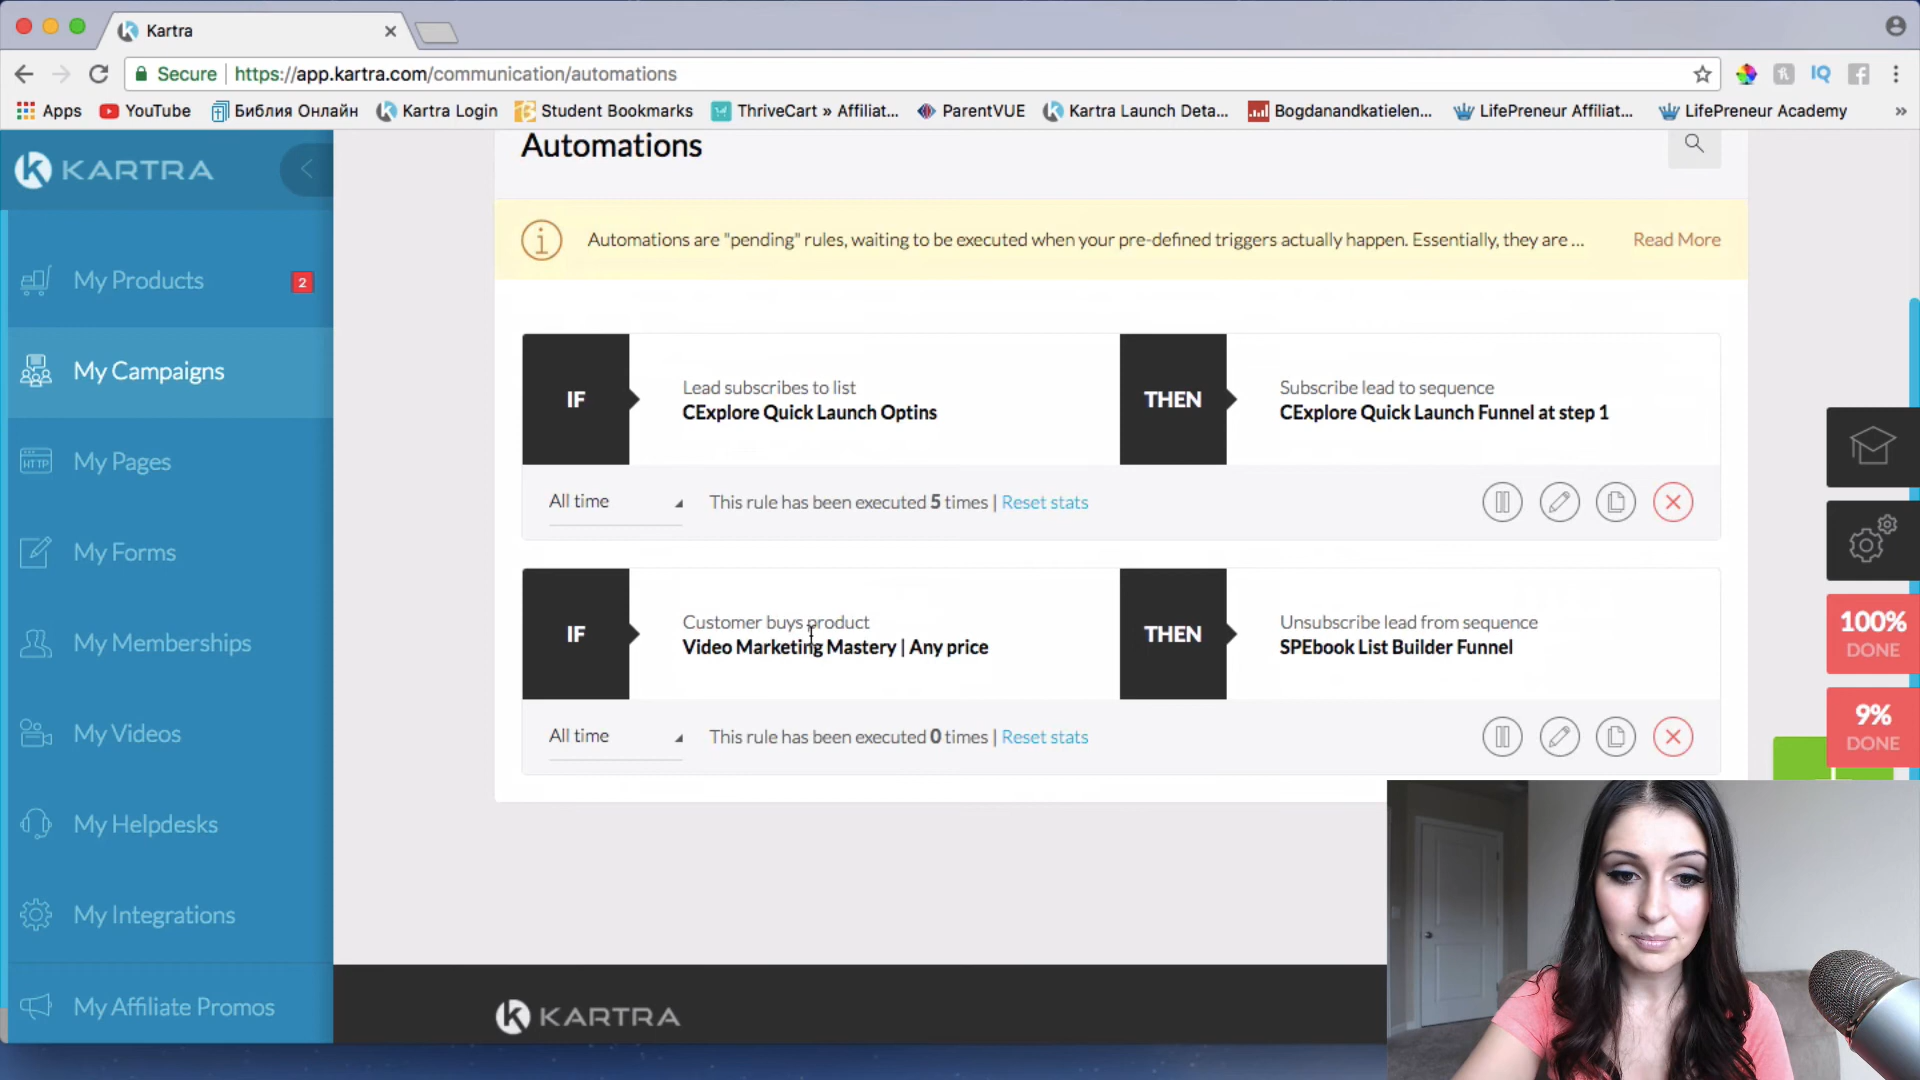 Kartra
Secure | https://app.kartra.com/communication/automations
Apps YouTube Библия Онлайн Kartra Login Student Bookmarks ThriveCart » Affiliat... ParentVUE Kartra Launch Deta... Bogdanandkatielen... LifePreneur Affiliat... LifePreneur Academy »
KARTRA
Automations
Automations are "pending" rules, waiting to be executed when your pre-defined triggers actually happen. Essentially, they are ... Read More
My Products 2
My Campaigns
My Pages
HTTP
My Forms
My Memberships
My Videos
My Helpdesks
My Integrations
My Affiliate Promos
IF
Lead subscribes to list
CExplore Quick Launch Optins
THEN
Subscribe lead to sequence
CExplore Quick Launch Funnel at step 1
All time
This rule has been executed 5 times | Reset stats
IF
Customer buys product
Video Marketing Mastery | Any price
THEN
Unsubscribe lead from sequence
SPEbook List Builder Funnel
All time
This rule has been executed 0 times | Reset stats
100%
DONE
9%
DONE
KARTRA